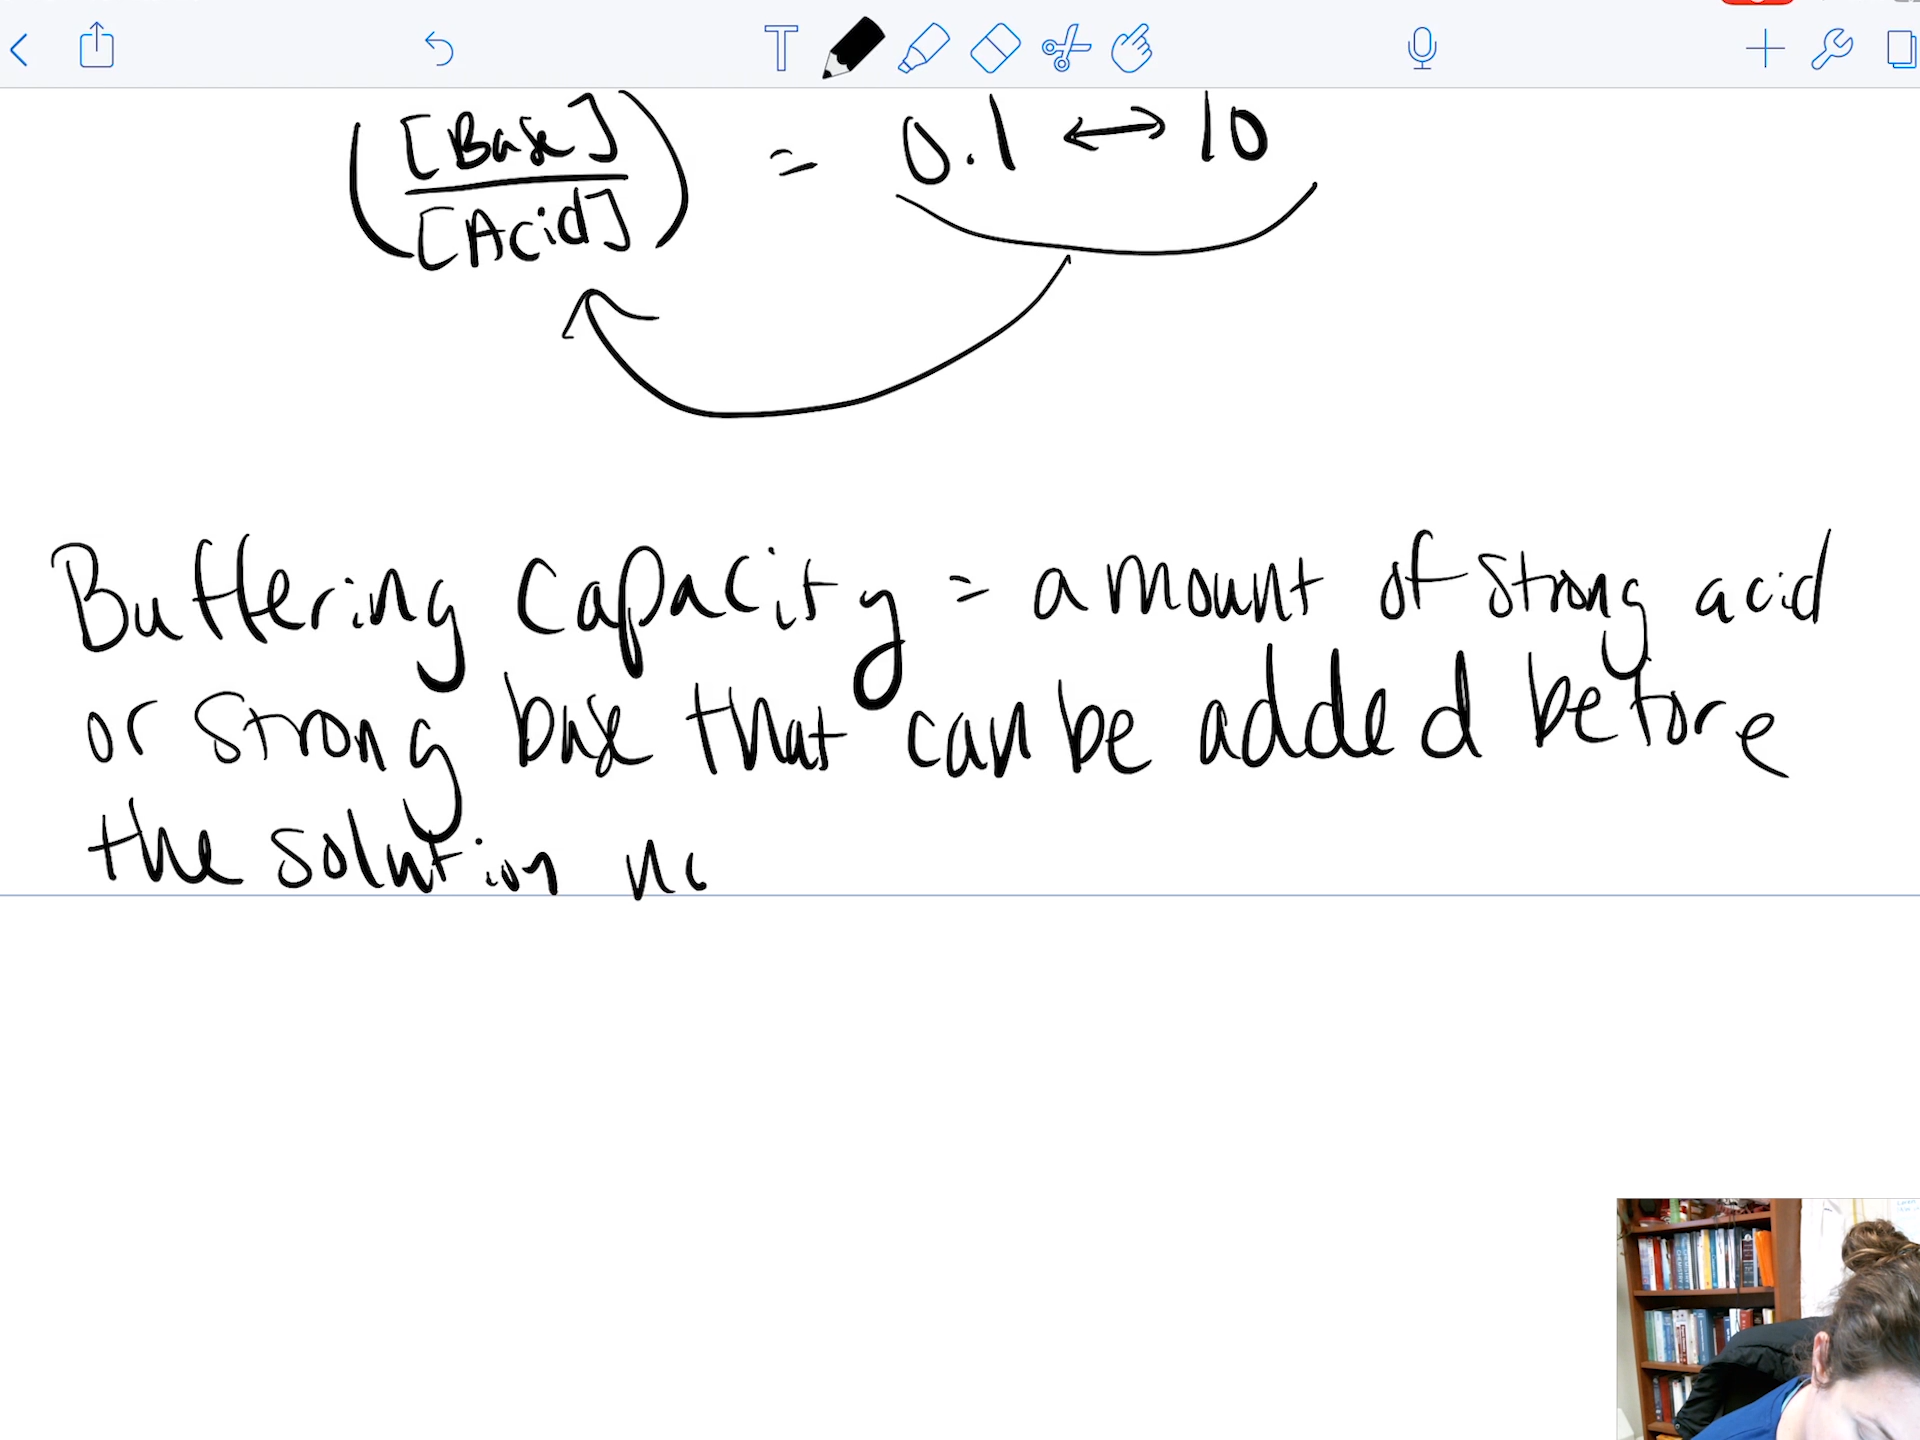 ([Base] / [Acid]) = 0.1 ↔ 10
Buffering capacity = amount of strong acid
or strong base that can be added before
the solution no